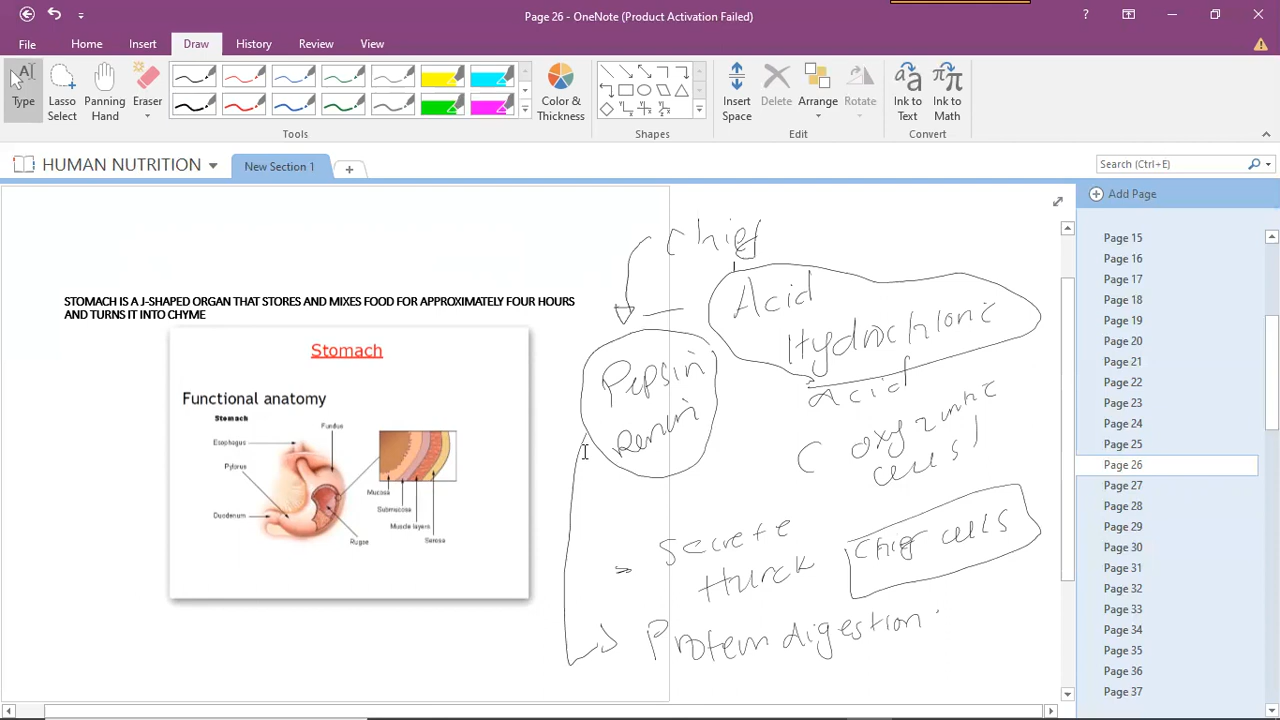 Page 26 - OneNote (Product Activation Failed)
?
File
Home
Insert
Draw
History
Review
View
Type
Lasso
Select
Panning
Hand
Eraser
Color &
Thickness
Insert
Space
Delete
Arrange
Rotate
Ink to
Text
Ink to
Math
Tools
Shapes
Edit
Convert
HUMAN NUTRITION
New Section 1
Search (Ctrl+E)
Add Page
Page 15
Page 16
Page 17
Page 18
Page 19
Page 20
Page 21
Page 22
Page 23
Page 24
Page 25
Page 26
Page 27
Page 28
Page 29
Page 30
Page 31
Page 32
Page 33
Page 34
Page 35
Page 36
Page 37
STOMACH IS A J-SHAPED ORGAN THAT STORES AND MIXES FOOD FOR APPROXIMATELY FOUR HOURS
AND TURNS IT INTO CHYME
Stomach
Functional anatomy
Stomach
Fundus
Esophagus
Pylorus
Duodenum
Mucosa
Submucosa
Muscle layers
Rugae
Serosa
Chief
Acid
Hydrochloric
Acid
Pepsin
Renin
( oxyntic
cells)
Secrete
Chief cells
Protein digestion